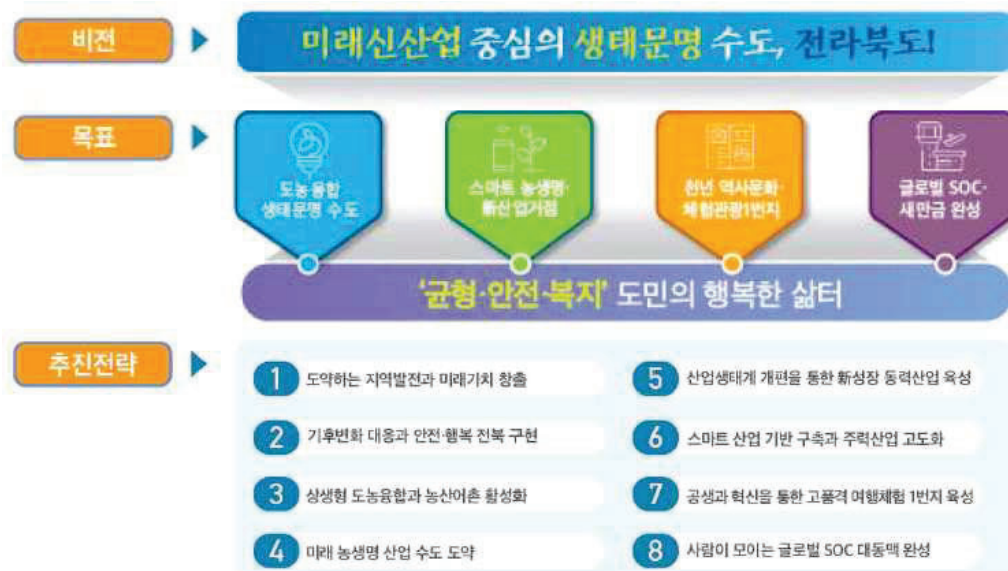 비전
미래신산업 중심의 생태문명 수도, 전라북도!
목표
도농융합
생태문명 수도
스마트 농생명·
新산업거점
천년 역사문화·
체험관광1번지
글로벌 SOC·
새만금 완성
'균형·안전·복지' 도민의 행복한 삶터
추진전략
1 도약하는 지역발전과 미래가치 창출
2 기후변화 대응과 안전·행복 전북 구현
3 상생형 도농융합과 농산어촌 활성화
4 미래 농생명 산업 수도 도약
5 산업생태계 개편을 통한 新성장 동력산업 육성
6 스마트 산업 기반 구축과 주력산업 고도화
7 공생과 혁신을 통한 고품격 여행체험 1번지 육성
8 사람이 모이는 글로벌 SOC 대동맥 완성